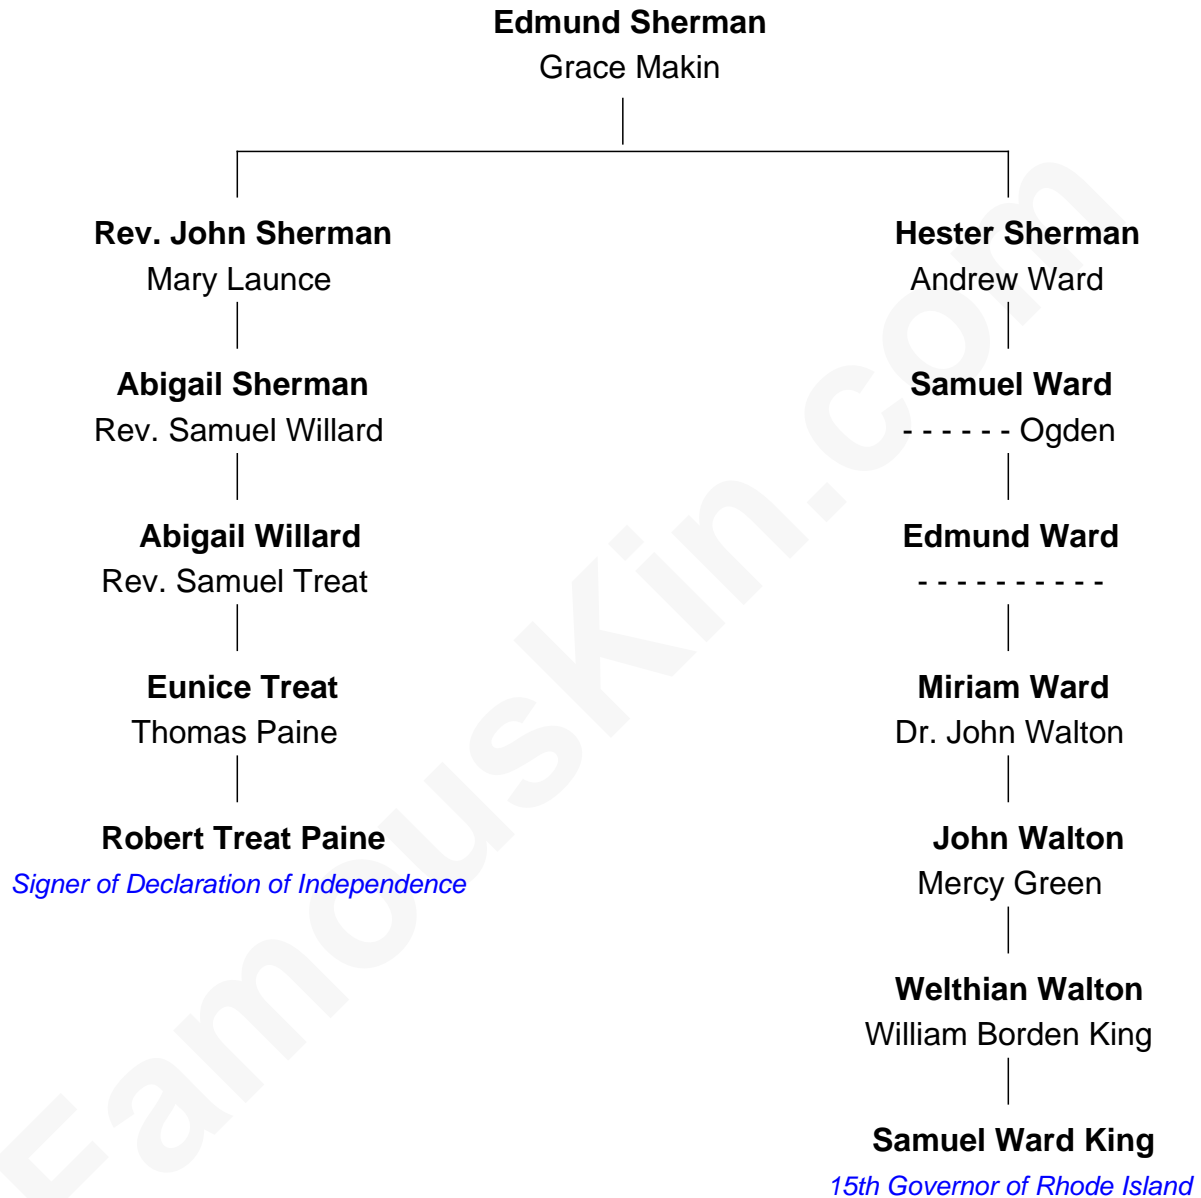 Edmund Sherman
Grace Makin
Rev. John Sherman
Mary Launce
Hester Sherman
Andrew Ward
Abigail Sherman
Rev. Samuel Willard
Samuel Ward
- - - - - - Ogden
Abigail Willard
Rev. Samuel Treat
Edmund Ward
- - - - - - - - - -
Eunice Treat
Thomas Paine
Miriam Ward
Dr. John Walton
Robert Treat Paine
Signer of Declaration of Independence
John Walton
Mercy Green
Welthian Walton
William Borden King
Samuel Ward King
15th Governor of Rhode Island
FamousKin.com